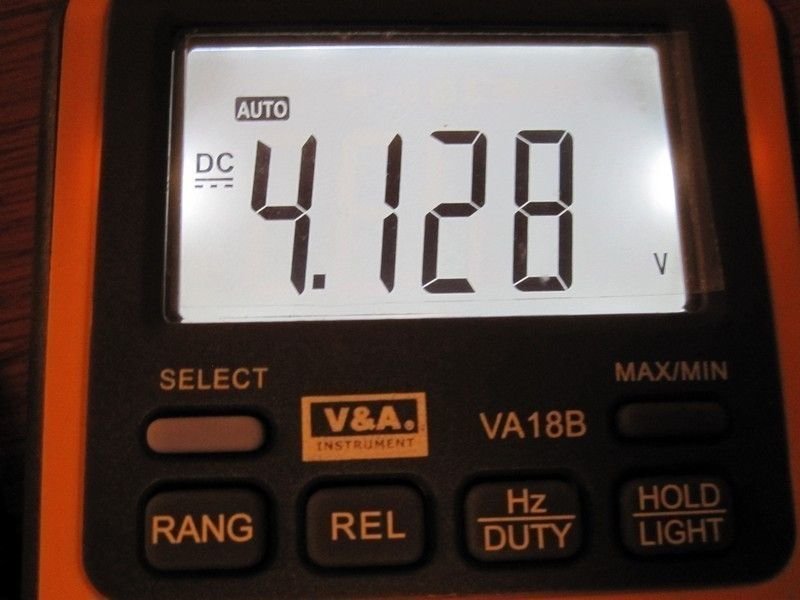 AUTO
DC
4.128 V
SELECT
MAX/MIN
V&A.
INSTRUMENT
VA18B
RANG
REL
Hz
DUTY
HOLD
LIGHT